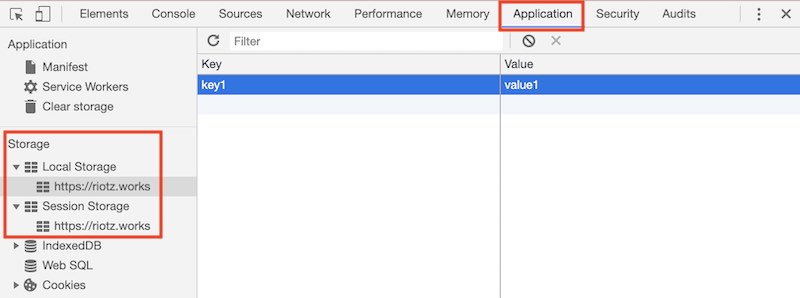 Elements Console Sources Network Performance Memory Application Security Audits
Application
Manifest
Service Workers
Clear storage
Storage
Local Storage
https://riotz.works
Session Storage
https://riotz.works
IndexedDB
Web SQL
Cookies
Filter
Key Value
key1 value1